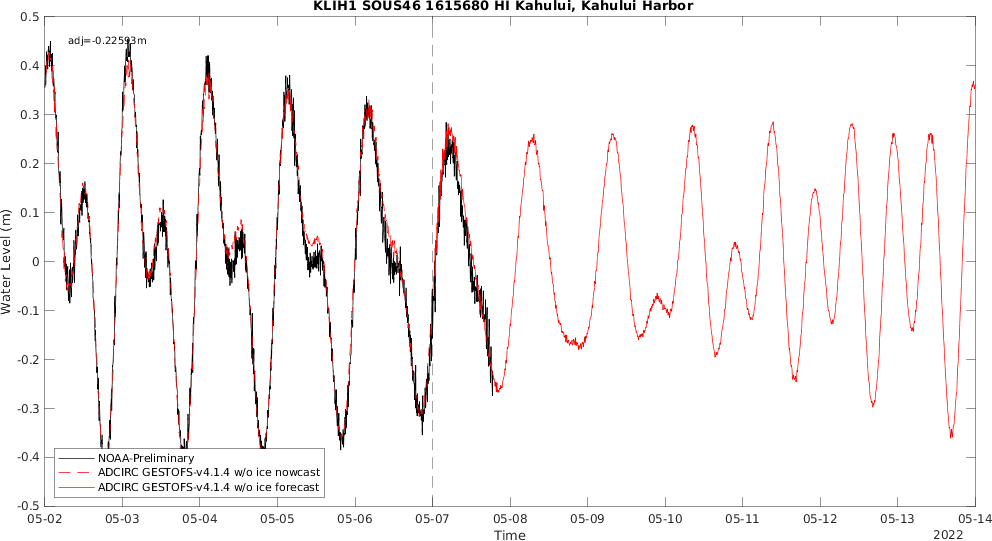 KLIH1 SOUS46 1615680 HI Kahului, Kahului Harbor
adj=-0.22593m
0.5
0.4
0.3
0.2
0.1
0
-0.1
-0.2
-0.3
-0.4
-0.5
Water Level (m)
NOAA-Preliminary
ADCIRC GESTOFS-v4.1.4 w/o ice nowcast
ADCIRC GESTOFS-v4.1.4 w/o ice forecast
05-02 05-03 05-04 05-05 05-06 05-07 05-08 05-09 05-10 05-11 05-12 05-13 05-14
Time
2022